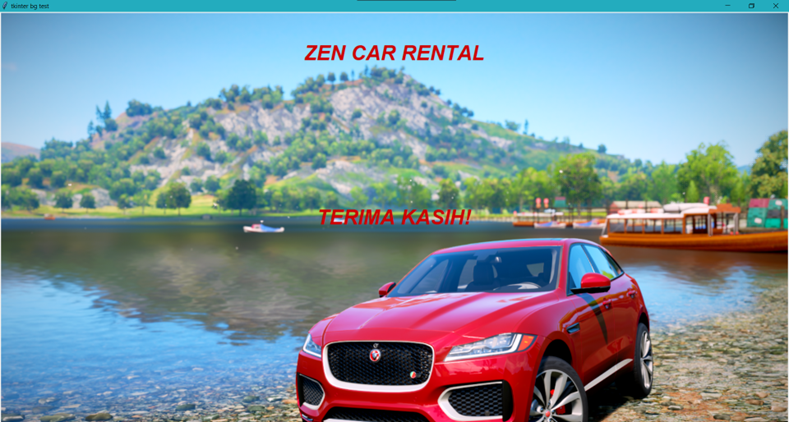 tkinter bg test
ZEN CAR RENTAL
TERIMA KASIH!